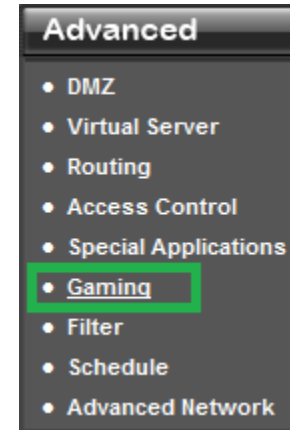 Advanced
DMZ
Virtual Server
Routing
Access Control
Special Applications
Gaming
Filter
Schedule
Advanced Network